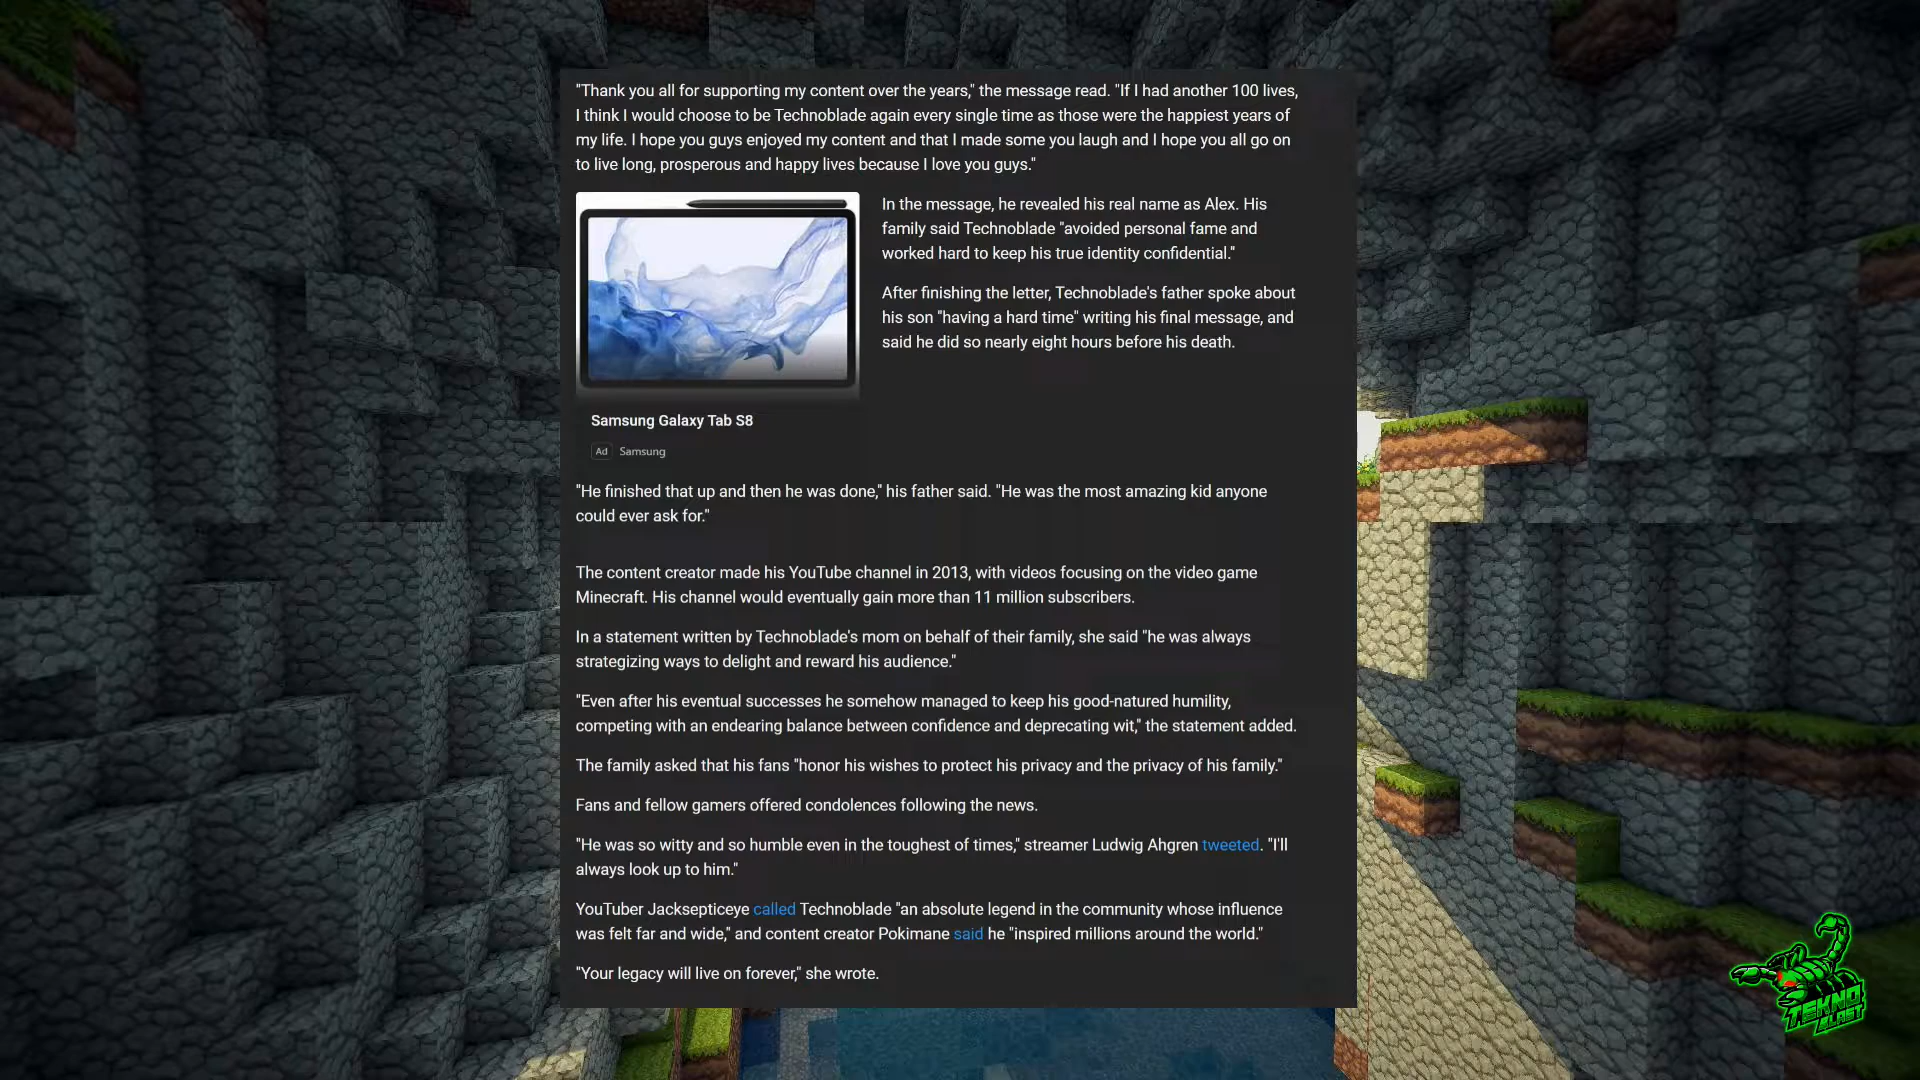 "Thank you all for supporting my content over the years," the message read. "If I had another 100 lives,
I think I would choose to be Technoblade again every single time as those were the happiest years of
my life. I hope you guys enjoyed my content and that I made some you laugh and I hope you all go on
to live long, prosperous and happy lives because I love you guys."
In the message, he revealed his real name as Alex. His
family said Technoblade "avoided personal fame and
worked hard to keep his true identity confidential."
After finishing the letter, Technoblade's father spoke about
his son "having a hard time" writing his final message, and
said he did so nearly eight hours before his death.
Samsung Galaxy Tab S8
Ad Samsung
"He finished that up and then he was done," his father said. "He was the most amazing kid anyone
could ever ask for."
The content creator made his YouTube channel in 2013, with videos focusing on the video game
Minecraft. His channel would eventually gain more than 11 million subscribers.
In a statement written by Technoblade's mom on behalf of their family, she said "he was always
strategizing ways to delight and reward his audience."
"Even after his eventual successes he somehow managed to keep his good-natured humility,
competing with an endearing balance between confidence and deprecating wit," the statement added.
The family asked that his fans "honor his wishes to protect his privacy and the privacy of his family."
Fans and fellow gamers offered condolences following the news.
"He was so witty and so humble even in the toughest of times," streamer Ludwig Ahgren tweeted. "I'll
always look up to him."
YouTuber Jacksepticeye called Technoblade "an absolute legend in the community whose influence
was felt far and wide," and content creator Pokimane said he "inspired millions around the world."
"Your legacy will live on forever," she wrote.
TEKNO
BLAST